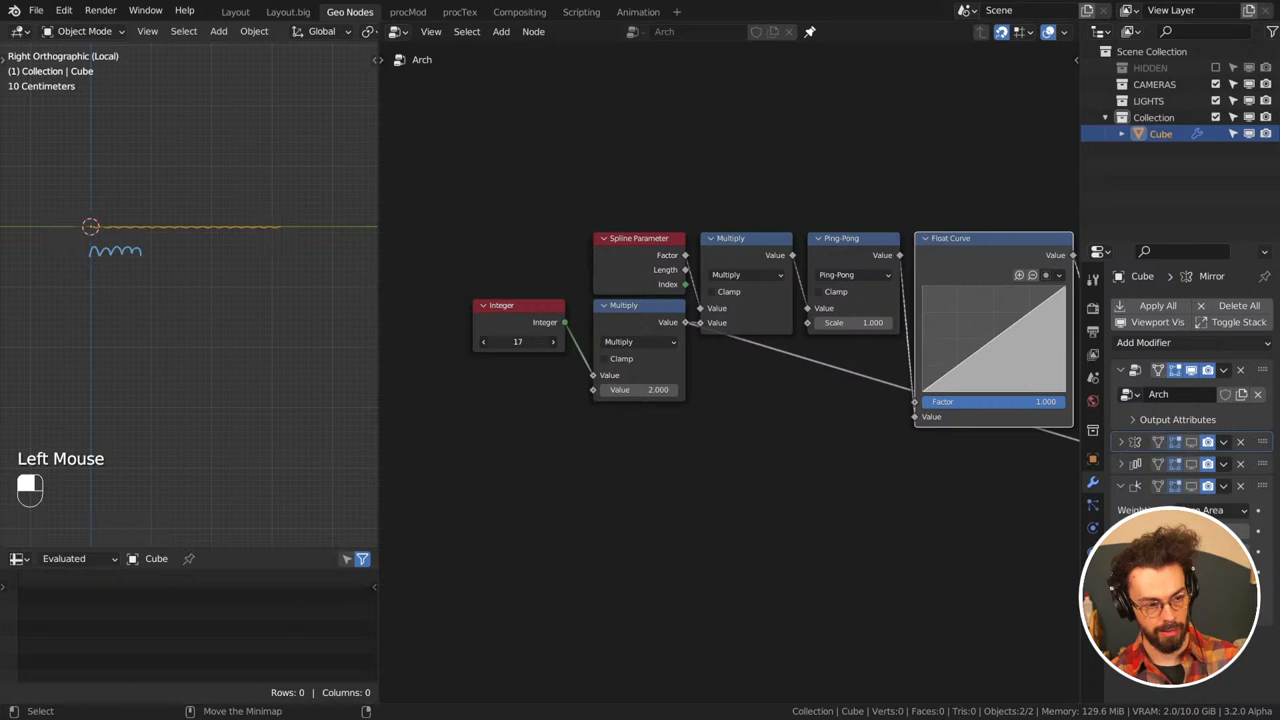 File Edit Render Window Help Layout Layout.big Geo Nodes procMod procTex Compositing Scripting Animation Scene View Layer
Object Mode View Select Add Object Global View Select Add Node Arch
Right Orthographic (Local)
(1) Collection | Cube
10 Centimeters
Arch
Scene Collection
HIDDEN
CAMERAS
LIGHTS
Collection
Cube
Spline Parameter
Factor
Length
Index
Multiply
Value
Multiply
Clamp
Value
Value
Ping-Pong
Value
Ping-Pong
Clamp
Value
Scale 1.000
Float Curve
Value
Factor 1.000
Value
Integer
Integer
17
Multiply
Value
Multiply
Clamp
Value
Value 2.000
Cube Mirror
Apply All Delete All
Viewport Vis Toggle Stack
Add Modifier
Arch
Output Attributes
Left Mouse
Evaluated Cube
Rows: 0 | Columns: 0
Select Move the Minimap Collection | Cube | Verts:0 | Faces:0 | Tris:0 | Objects:2/2 | Memory: 129.6 MiB | VRAM: 2.0/10.0 GiB | 3.2.0 Alpha